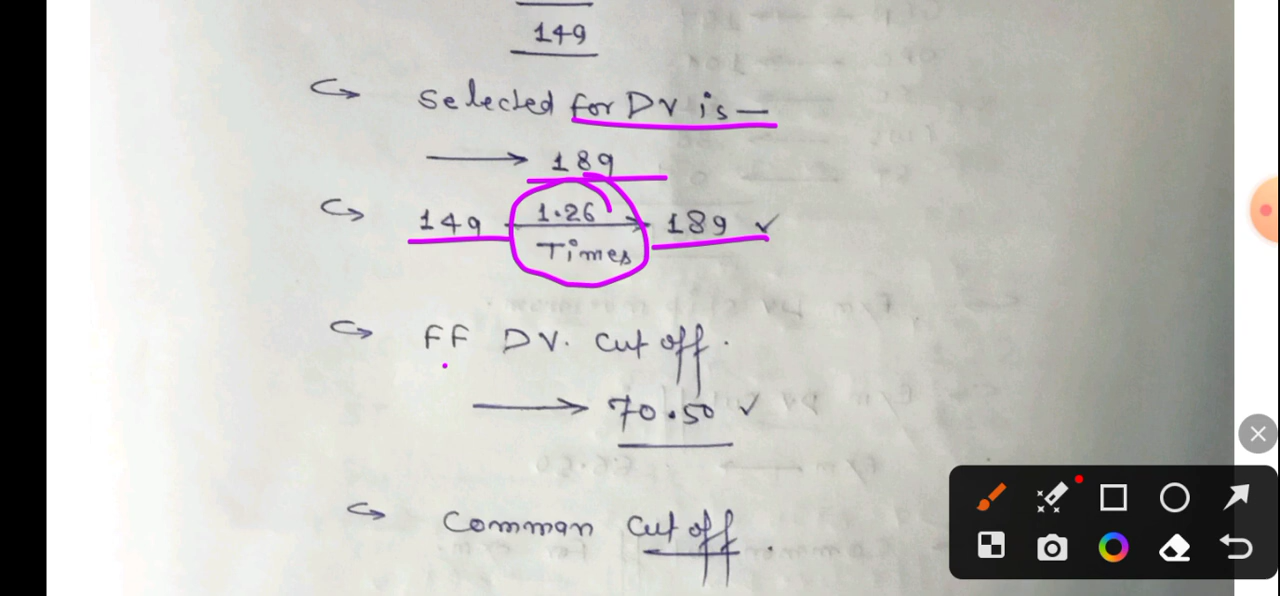 149
↪ Selected for DV is —
→ 189
↪ 149 1.26 Times → 189 ✓
↪ FF DV. Cut off.
→ 70.50 ✓
↪ Comman Cut off.